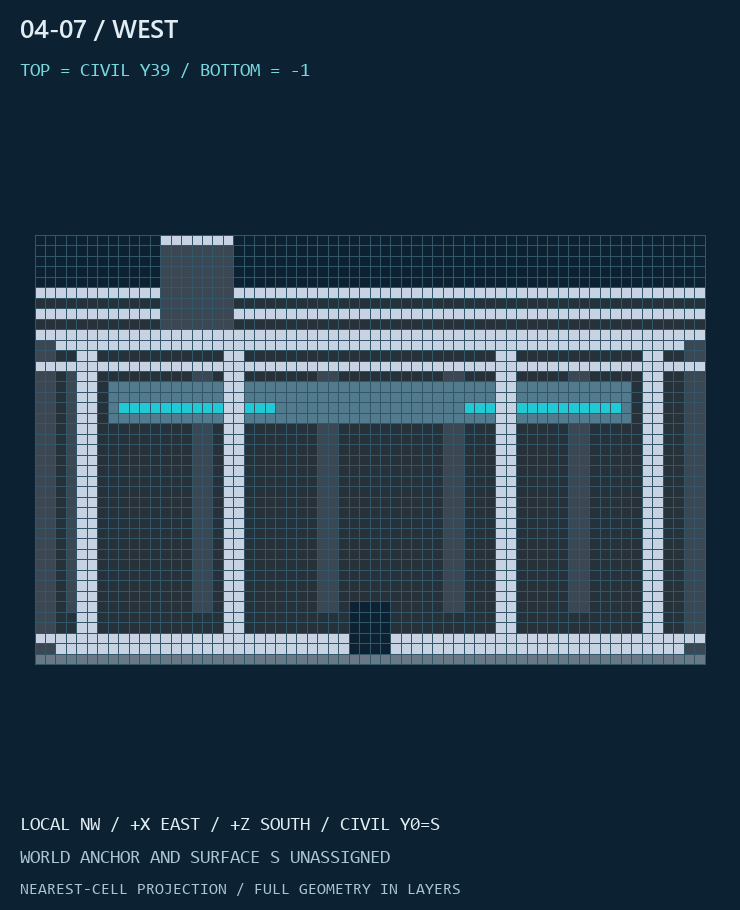 04-07 / WEST
TOP = CIVIL Y39 / BOTTOM = -1
LOCAL NW / +X EAST / +Z SOUTH / CIVIL Y0=S
WORLD ANCHOR AND SURFACE S UNASSIGNED
NEAREST-CELL PROJECTION / FULL GEOMETRY IN LAYERS